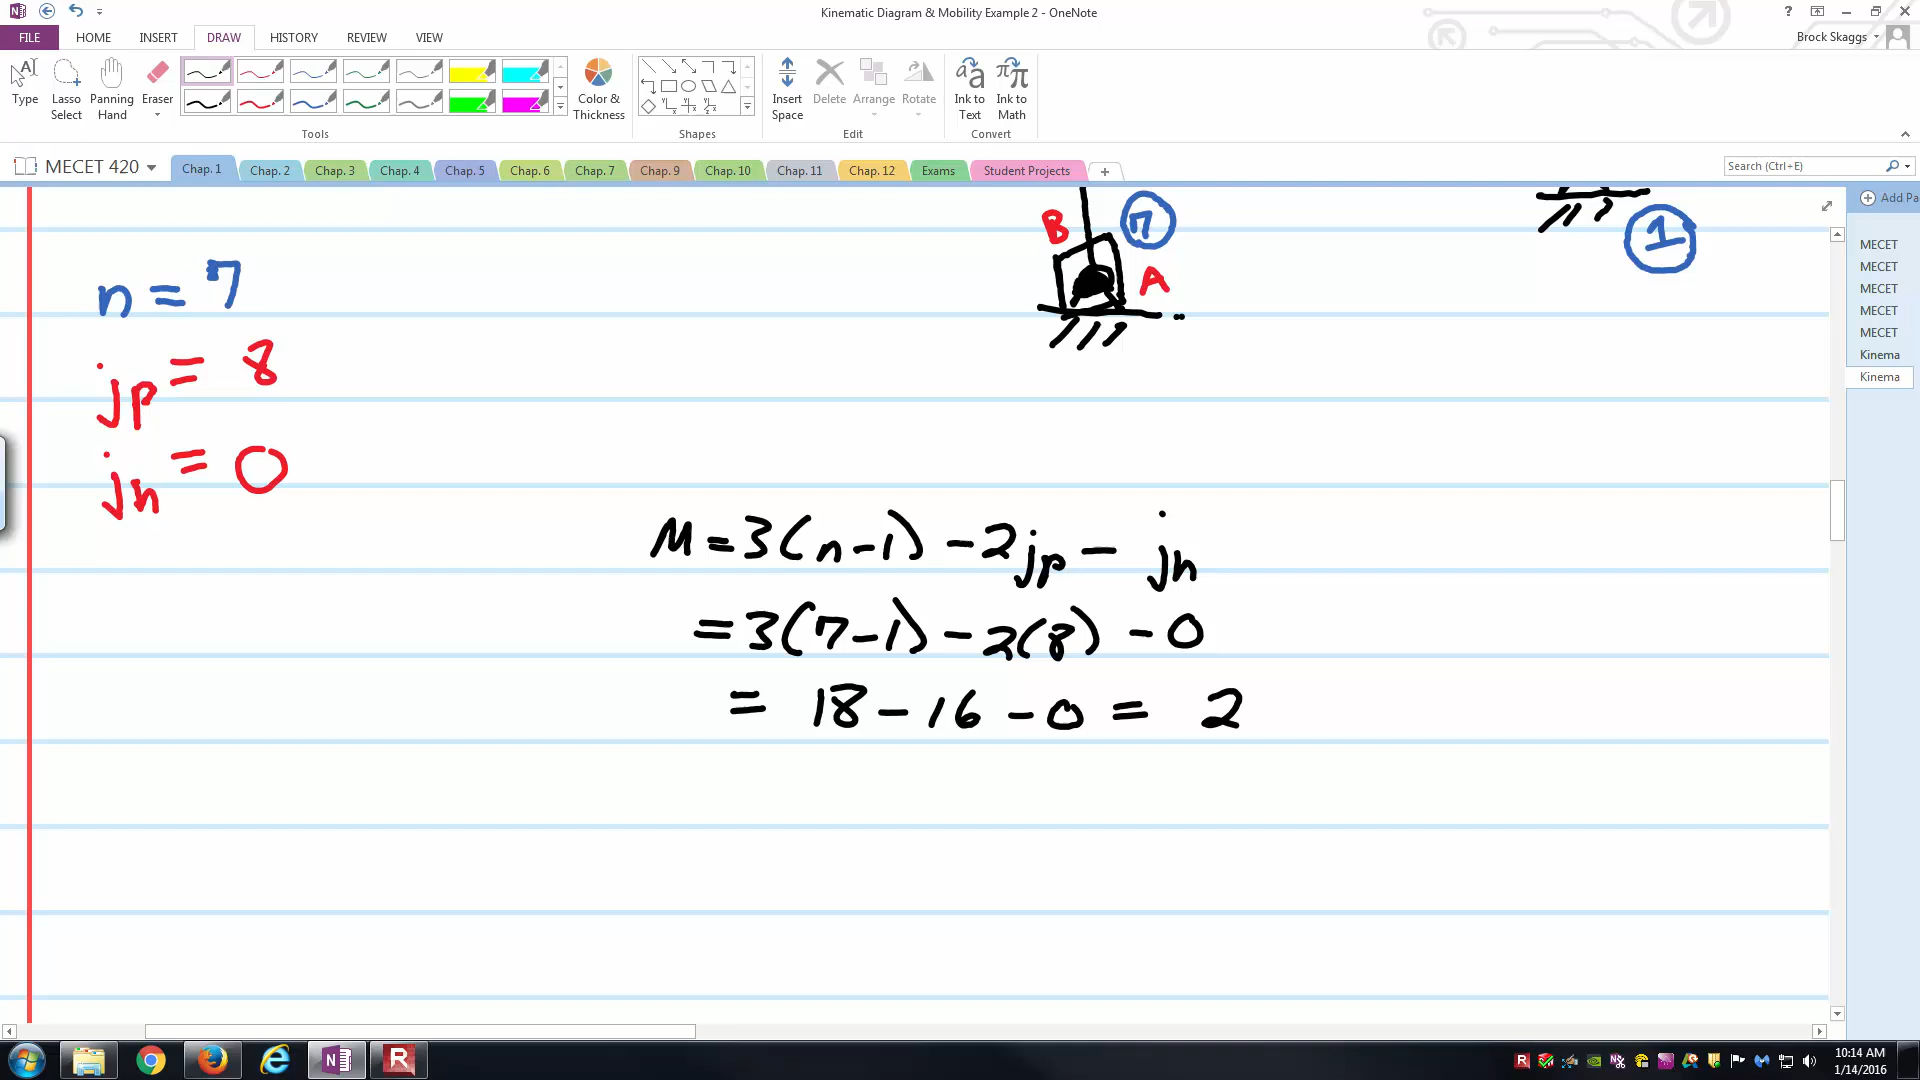 Kinematic Diagram & Mobility Example 2 - OneNote
?
FILE HOME INSERT DRAW HISTORY REVIEW VIEW
Brock Skaggs
Type
Lasso Select
Panning Hand
Eraser
Color & Thickness
Insert Space
Delete
Arrange
Rotate
Ink to Text
Ink to Math
Tools
Shapes
Edit
Convert
MECET 420
Chap. 1 Chap. 2 Chap. 3 Chap. 4 Chap. 5 Chap. 6 Chap. 7 Chap. 9 Chap. 10 Chap. 11 Chap. 12 Exams Student Projects +
Search (Ctrl+E)
Add Pa
MECET
MECET
MECET
MECET
MECET
Kinema
Kinema
B 7
A
1
n = 7
jp = 8
jh = 0
M = 3(n-1) - 2jp - jh
= 3(7-1) - 2(8) - 0
= 18 - 16 - 0 = 2
10:14 AM
1/14/2016